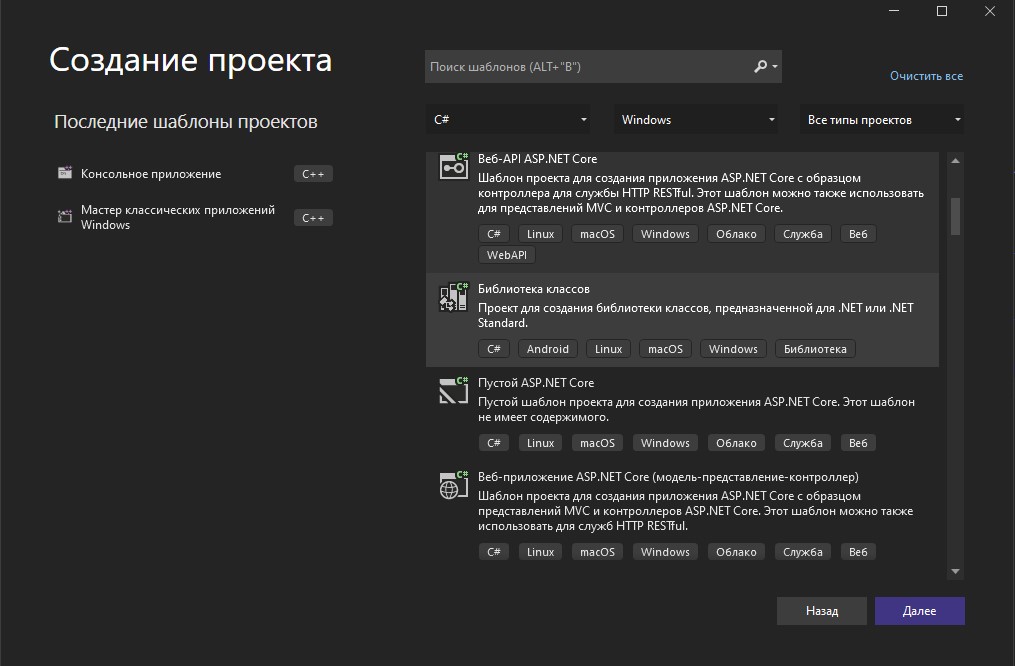 Создание проекта
Поиск шаблонов (ALT+"В")
Очистить все
Последние шаблоны проектов
C#
Windows
Все типы проектов
Консольное приложение
C++
Мастер классических приложений
Windows
C++
C#
Веб-API ASP.NET Core
Шаблон проекта для создания приложения ASP.NET Core с образцом
контроллера для службы HTTP RESTful. Этот шаблон можно также использовать
для представлений MVC и контроллеров ASP.NET Core.
C# Linux macOS Windows Облако Служба Веб
WebAPI
C#
Библиотека классов
Проект для создания библиотеки классов, предназначенной для .NET или .NET
Standard.
C# Android Linux macOS Windows Библиотека
C#
Пустой ASP.NET Core
Пустой шаблон проекта для создания приложения ASP.NET Core. Этот шаблон
не имеет содержимого.
C# Linux macOS Windows Облако Служба Веб
C#
Веб-приложение ASP.NET Core (модель-представление-контроллер)
Шаблон проекта для создания приложения ASP.NET Core с образцом
представлений MVC и контроллеров ASP.NET Core. Этот шаблон можно также
использовать для служб HTTP RESTful.
C# Linux macOS Windows Облако Служба Веб
Назад
Далее